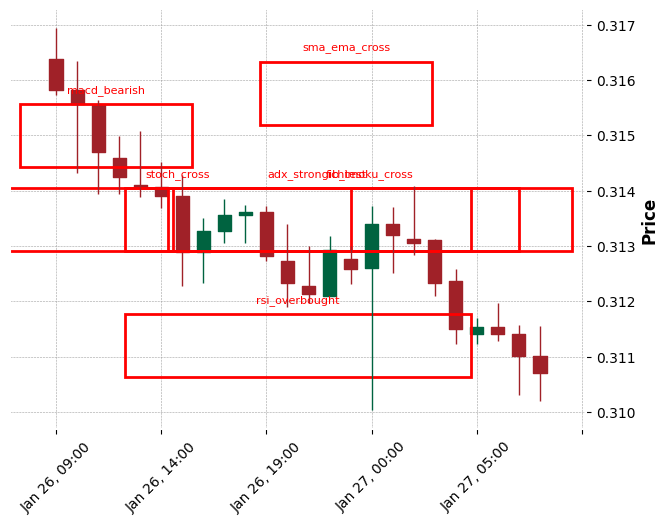 0.317
sma_ema_cross
0.316
macd_bearish
0.315
stoch_cross
0.314
0.313
Price
0.312
rsi_overbought
0.311
0.310
Jan 26, 09:00
Jan 26, 14:00
Jan 26, 19:00
Jan 27, 00:00
Jan 27, 05:00